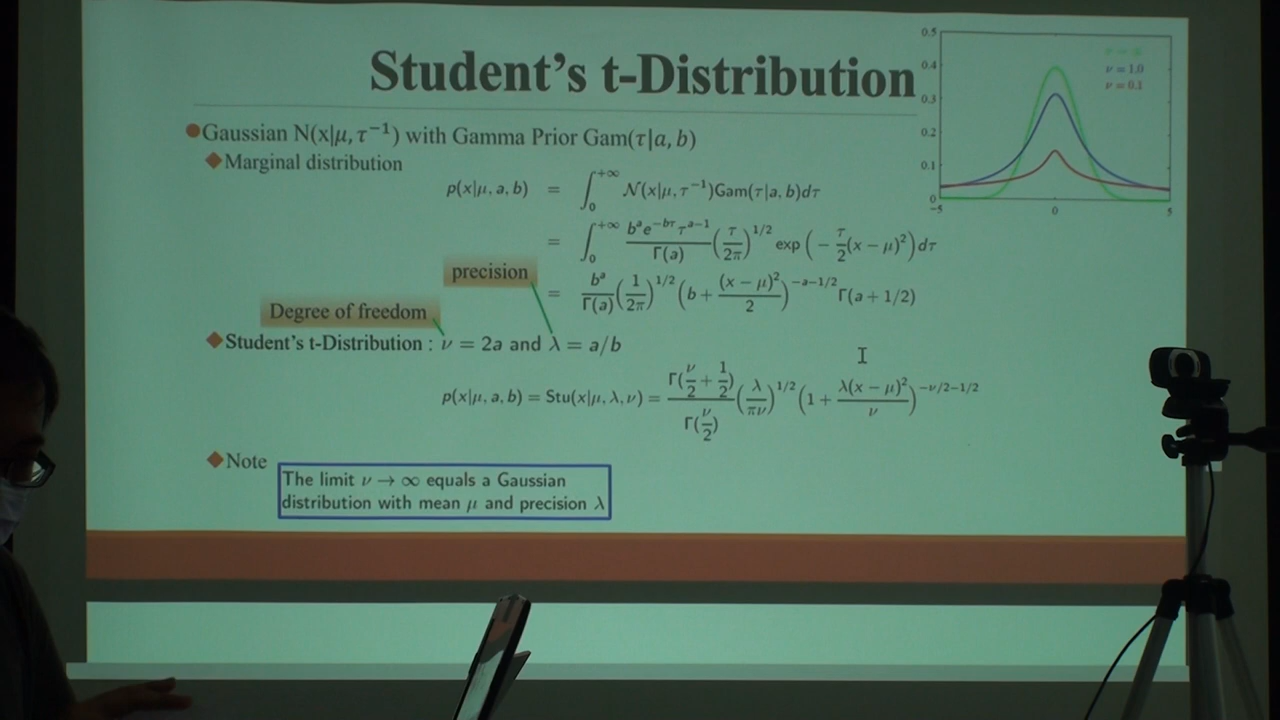 Student's t-Distribution
0.5
0.4
0.3
0.2
0.1
0
−5
0
5
ν = 1.0
ν = 0.1
Gaussian N(x|μ, τ⁻¹) with Gamma Prior Gam(τ|a, b)
Marginal distribution
p(x|μ, a, b) = ∫₀^{+∞} N(x|μ, τ⁻¹)Gam(τ|a, b)dτ
= ∫₀^{+∞} b^a e^{−bτ} τ^{a−1} / Γ(a) (τ/2π)^{1/2} exp(−τ/2 (x − μ)²)dτ
precision
= b^a/Γ(a) (1/2π)^{1/2} (b + (x − μ)²/2)^{−a−1/2} Γ(a + 1/2)
Degree of freedom
Student's t-Distribution : ν = 2a and λ = a/b
p(x|μ, a, b) = Stu(x|μ, λ, ν) = Γ(ν/2 + 1/2)/Γ(ν/2) (λ/πν)^{1/2} (1 + λ(x − μ)²/ν)^{−ν/2−1/2}
Note
The limit ν → ∞ equals a Gaussian
distribution with mean μ and precision λ